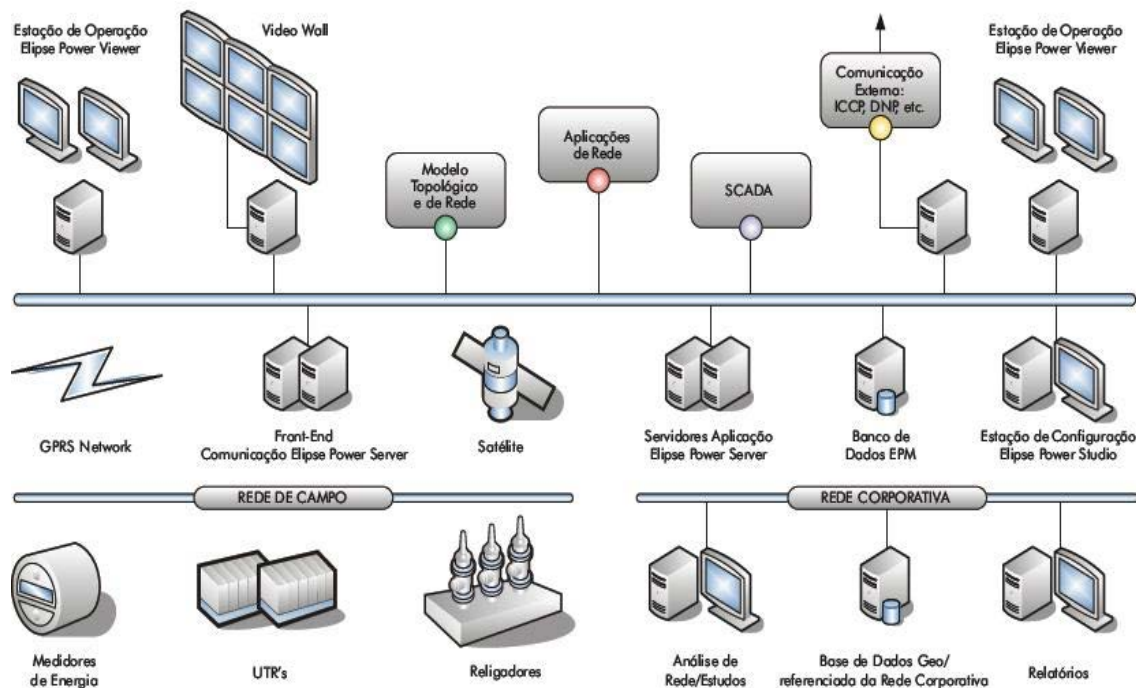 Estação de Operação
Elipse Power Viewer
Video Wall
Modelo
Topológico
e de Rede
Aplicações
de Rede
SCADA
Comunicação
Externa:
ICCP, DNP, etc.
Estação de Operação
Elipse Power Viewer
GPRS Network
Front-End
Comunicação Elipse Power Server
Satélite
Servidores Aplicação
Elipse Power Server
Banco de
Dados EPM
Estação de Configuração
Elipse Power Studio
REDE DE CAMPO
REDE CORPORATIVA
Medidores
de Energia
UTR's
Religadores
Análise de
Rede/Estudos
Base de Dados Geo/
referenciada da Rede Corporativa
Relatórios